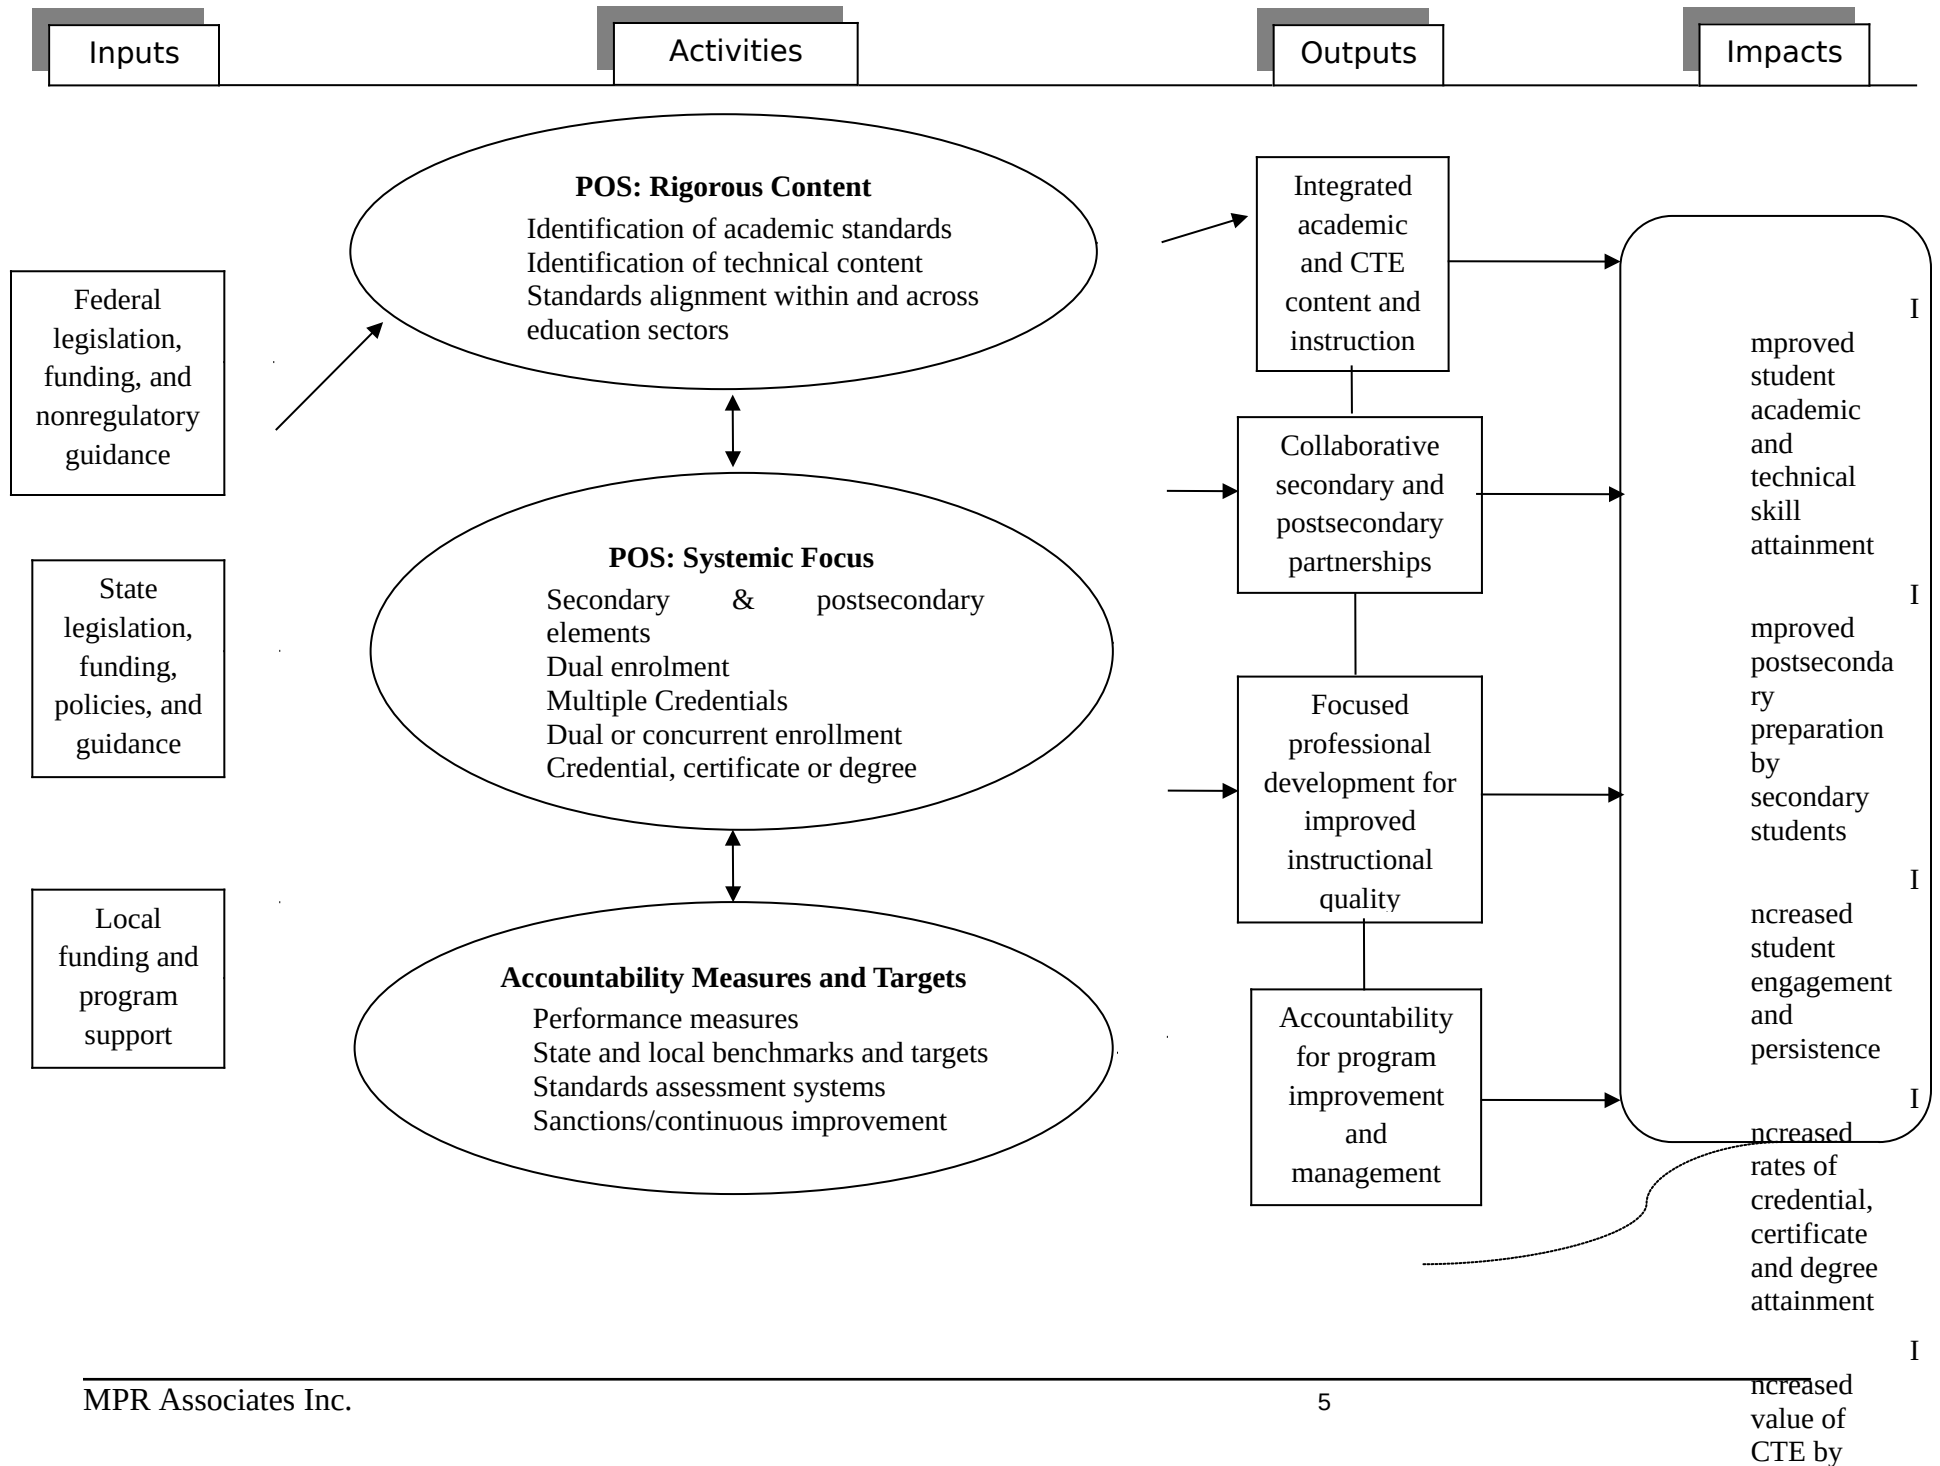 Inputs
Activities
Outputs
Impacts
Federal
legislation,
funding, and
nonregulatory
guidance
State
legislation,
funding,
policies, and
guidance
Local
funding and
program
support
POS: Rigorous Content
Identification of academic standards
Identification of technical content
Standards alignment within and across
education sectors
POS: Systemic Focus
Secondary & postsecondary
elements
Dual enrolment
Multiple Credentials
Dual or concurrent enrollment
Credential, certificate or degree
Accountability Measures and Targets
Performance measures
State and local benchmarks and targets
Standards assessment systems
Sanctions/continuous improvement
Integrated
academic
and CTE
content and
instruction
Collaborative
secondary and
postsecondary
partnerships
Focused
professional
development for
improved
instructional
quality
Accountability
for program
improvement
and
management
I
mproved
student
academic
and
technical
skill
attainment
I
mproved
postseconda
ry
preparation
by
secondary
students
I
ncreased
student
engagement
and
persistence
I
ncreased
rates of
credential,
certificate
and degree
attainment
I
ncreased
value of
CTE by
MPR Associates Inc.
5